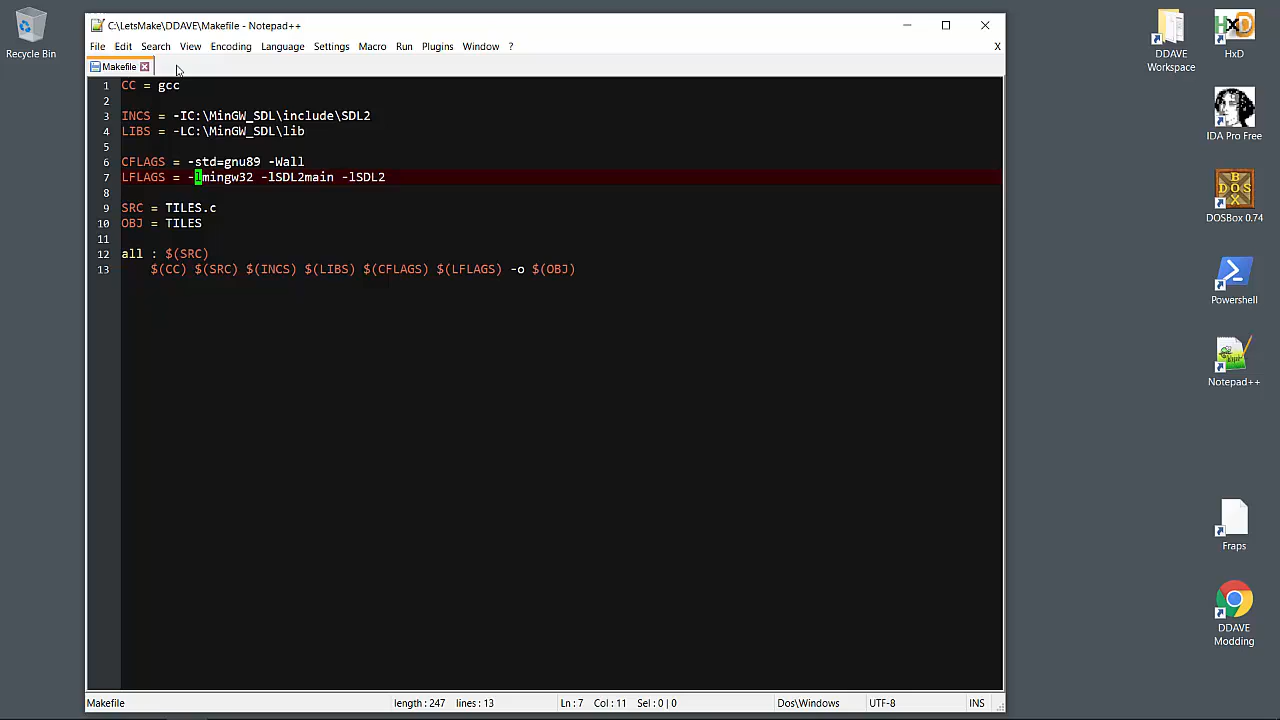 Recycle Bin
C:\LetsMake\DDAVE\Makefile - Notepad++
File Edit Search View Encoding Language Settings Macro Run Plugins Window ? X
Makefile
1 CC = gcc
2
3 INCS = -IC:\MinGW_SDL\include\SDL2
4 LIBS = -LC:\MinGW_SDL\lib
5
6 CFLAGS = -std=gnu89 -Wall
7 LFLAGS = -lmingw32 -lSDL2main -lSDL2
8
9 SRC = TILES.c
10 OBJ = TILES
11
12 all : $(SRC)
13 $(CC) $(SRC) $(INCS) $(LIBS) $(CFLAGS) $(LFLAGS) -o $(OBJ)
Makefile length : 247 lines : 13 Ln : 7 Col : 11 Sel : 0 | 0 Dos\Windows UTF-8 INS
DDAVE
Workspace
HxD
IDA Pro Free
DOS
BOX
DOSBox 0.74
Powershell
Notepad++
Fraps
DDAVE
Modding